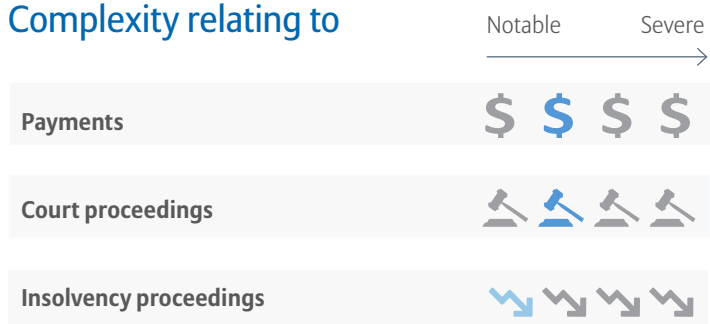 Complexity relating to
Notable Severe
Payments $ $ $ $
Court proceedings
Insolvency proceedings